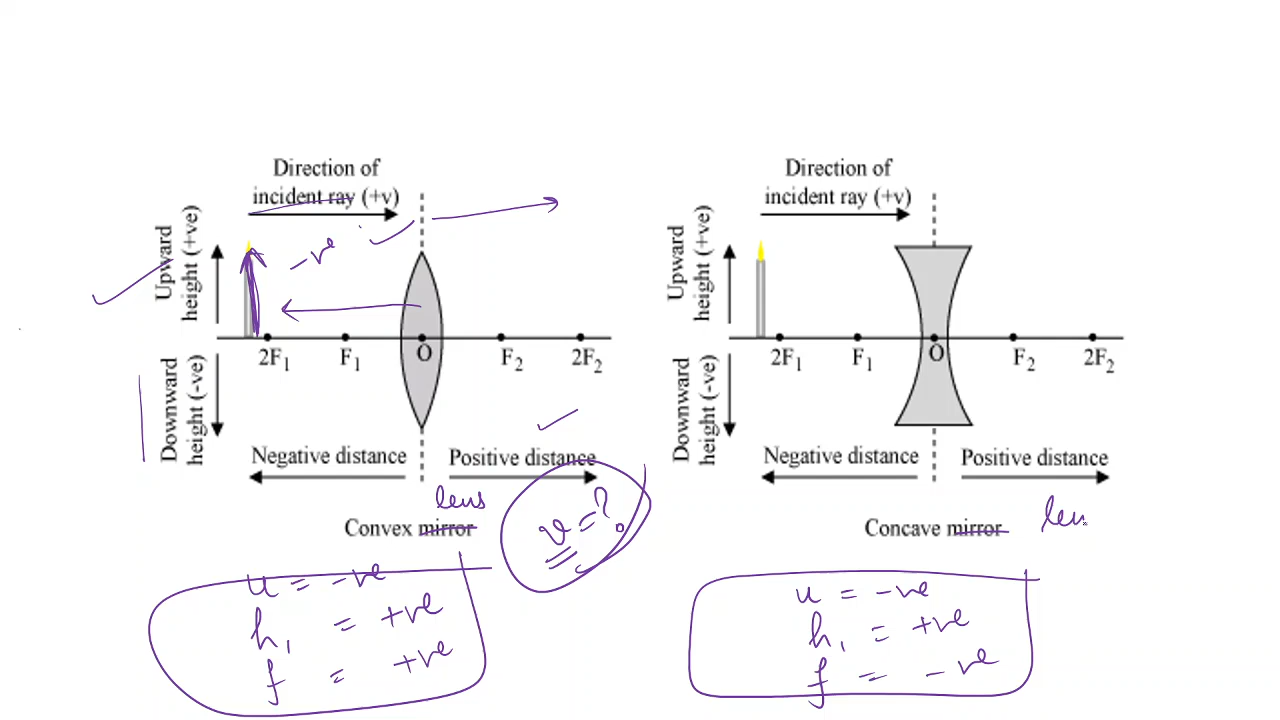 Direction of
incident ray (+v)
Upward
height (+ve)
-ve
2F1 F1 O F2 2F2
Downward
height (-ve)
Negative distance
Positive distance
lens
Convex mirror
v = ?
u = -ve
h1 = +ve
f = +ve
Direction of
incident ray (+v)
Upward
height (+ve)
2F1 F1 O F2 2F2
Downward
height (-ve)
Negative distance
Positive distance
Concave mirror
len
u = -ve
h1 = +ve
f = -ve